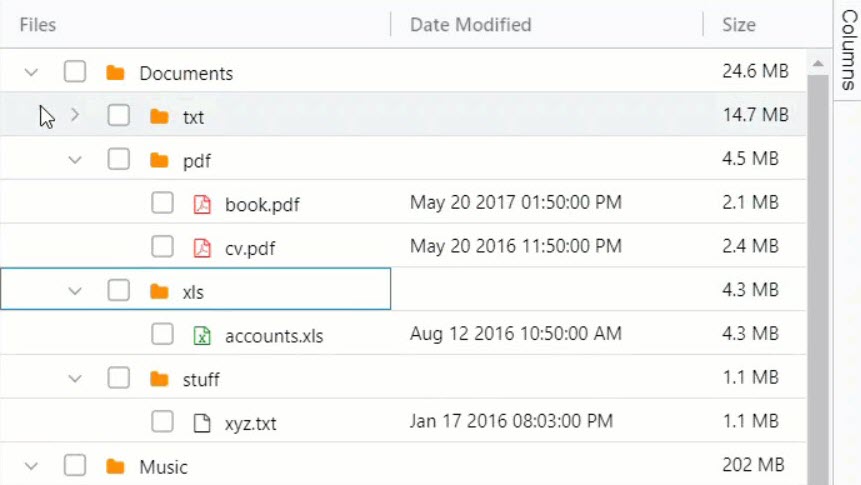 Files Date Modified Size
Columns
Documents 24.6 MB
txt 14.7 MB
pdf 4.5 MB
book.pdf May 20 2017 01:50:00 PM 2.1 MB
cv.pdf May 20 2016 11:50:00 PM 2.4 MB
xls 4.3 MB
accounts.xls Aug 12 2016 10:50:00 AM 4.3 MB
stuff 1.1 MB
xyz.txt Jan 17 2016 08:03:00 PM 1.1 MB
Music 202 MB